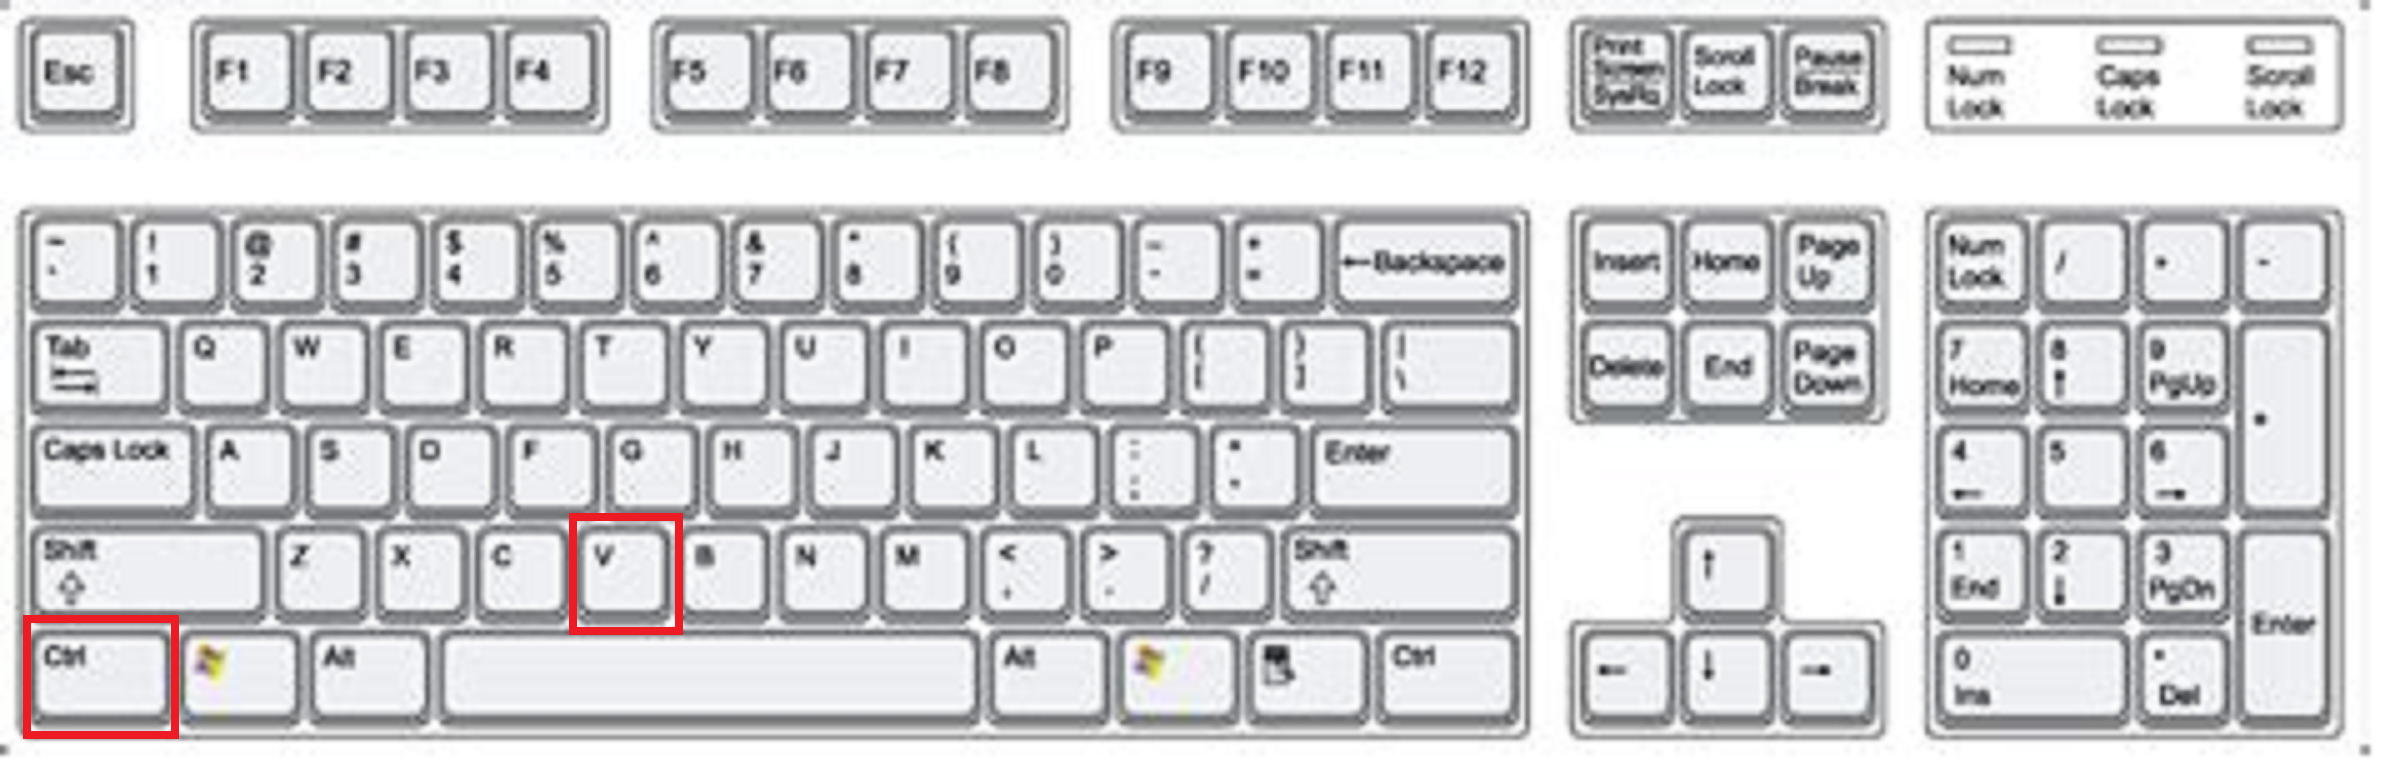 Esc F1 F2 F3 F4 F5 F6 F7 F8 F9 F10 F11 F12
Print
Screen
SysRq
Scroll
Lock
Pause
Break
Num
Lock
Caps
Lock
Scroll
Lock
! @ # $ % ^ & ( )
1 2 3 4 5 6 7 8 9 0 - = ←Backspace
Insert Home Page
Up
Num
Lock
/ -
Tab Q W E R T Y U I O P
[ ] \
Delete End Page
Down
7
Home
8
↑
9
PgUp
Caps Lock A S D F G H J K L : Enter
;
4
←
5
6
→
Shift Z X C V B N M < > ? Shift
, . /
↑
1
End
2
↓
3
PgDn
Enter
Ctrl Alt Alt Ctrl
← ↓ →
0
Ins
Del